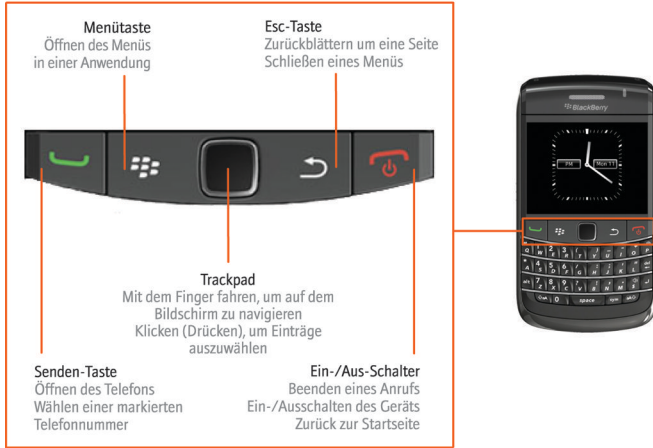 Menütaste
Öffnen des Menüs
in einer Anwendung
Esc-Taste
Zurückblättern um eine Seite
Schließen eines Menüs
Trackpad
Mit dem Finger fahren, um auf dem
Bildschirm zu navigieren
Klicken (Drücken), um Einträge
auszuwählen
Senden-Taste
Öffnen des Telefons
Wählen einer markierten
Telefonnummer
Ein-/Aus-Schalter
Beenden eines Anrufs
Ein-/Ausschalten des Geräts
Zurück zur Startseite
BlackBerry
PM
Mon 11
space
sym